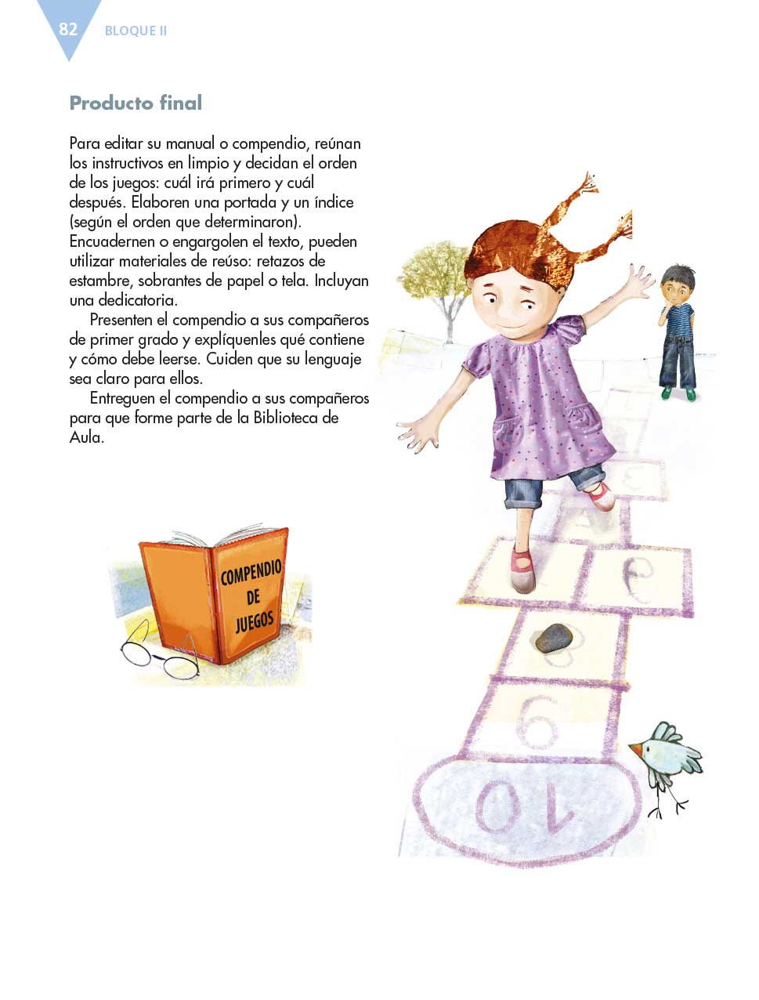 82
BLOQUE II
Producto final
Para editar su manual o compendio, reúnan
los instructivos en limpio y decidan el orden
de los juegos: cuál irá primero y cuál
después. Elaboren una portada y un índice
(según el orden que determinaron).
Encuadernen o engargolen el texto, pueden
utilizar materiales de reúso: retazos de
estambre, sobrantes de papel o tela. Incluyan
una dedicatoria.
Presenten el compendio a sus compañeros
de primer grado y explíquenles qué contiene
y cómo debe leerse. Cuiden que su lenguaje
sea claro para ellos.
Entreguen el compendio a sus compañeros
para que forme parte de la Biblioteca de
Aula.
COMPENDIO
DE
JUEGOS
8
9
10